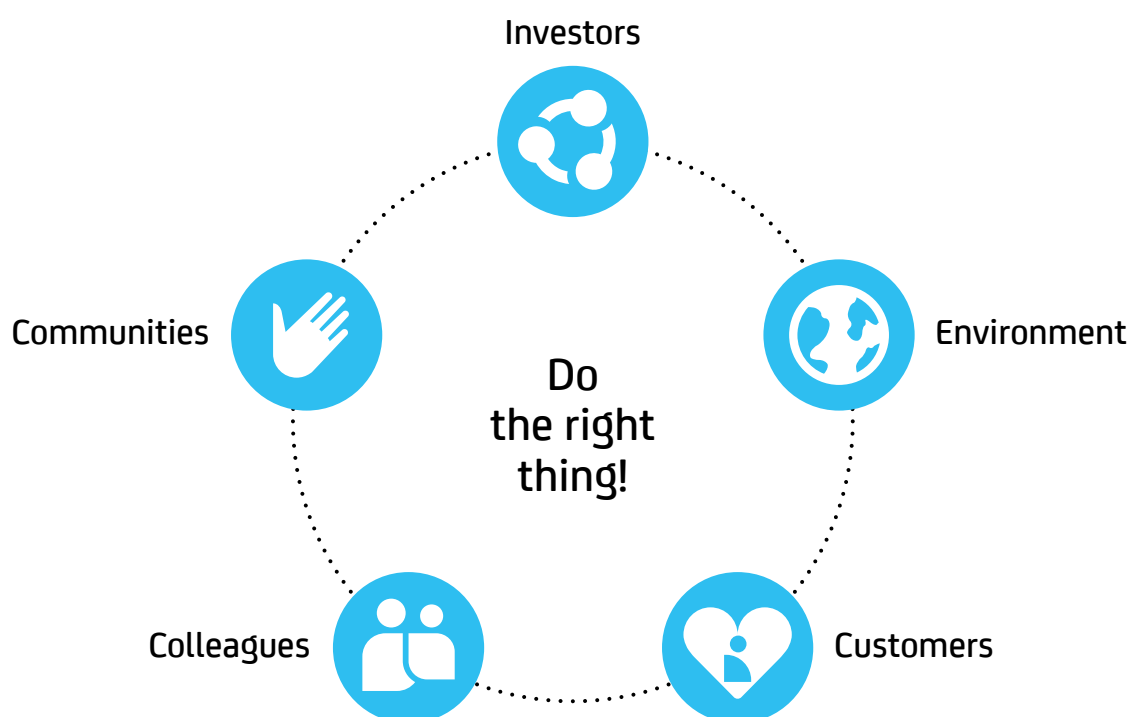 Investors
Communities
Environment
Do
the right
thing!
Colleagues
Customers